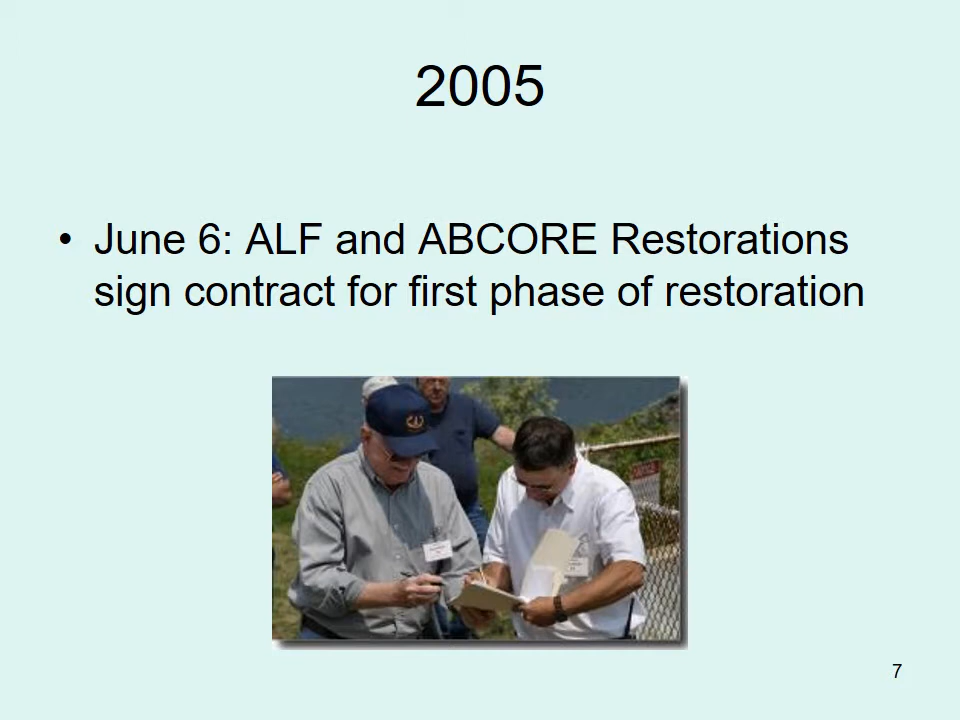 2005
• June 6: ALF and ABCORE Restorations
sign contract for first phase of restoration
7